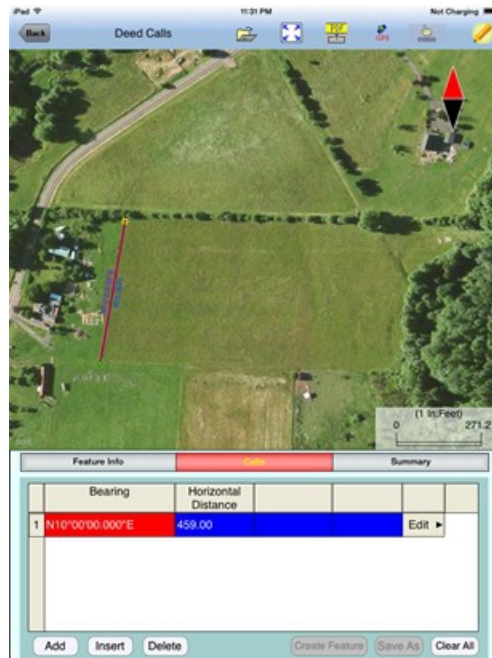 iPad 11:31 PM Not Charging
Back Deed Calls PDF GPS COGO
(1 In:Feet)
0 271.2
Feature Info Calls Summary
Bearing Horizontal Distance
1 N10°00'00.000"E 459.00 Edit ►
Add Insert Delete Create Feature Save As Clear All